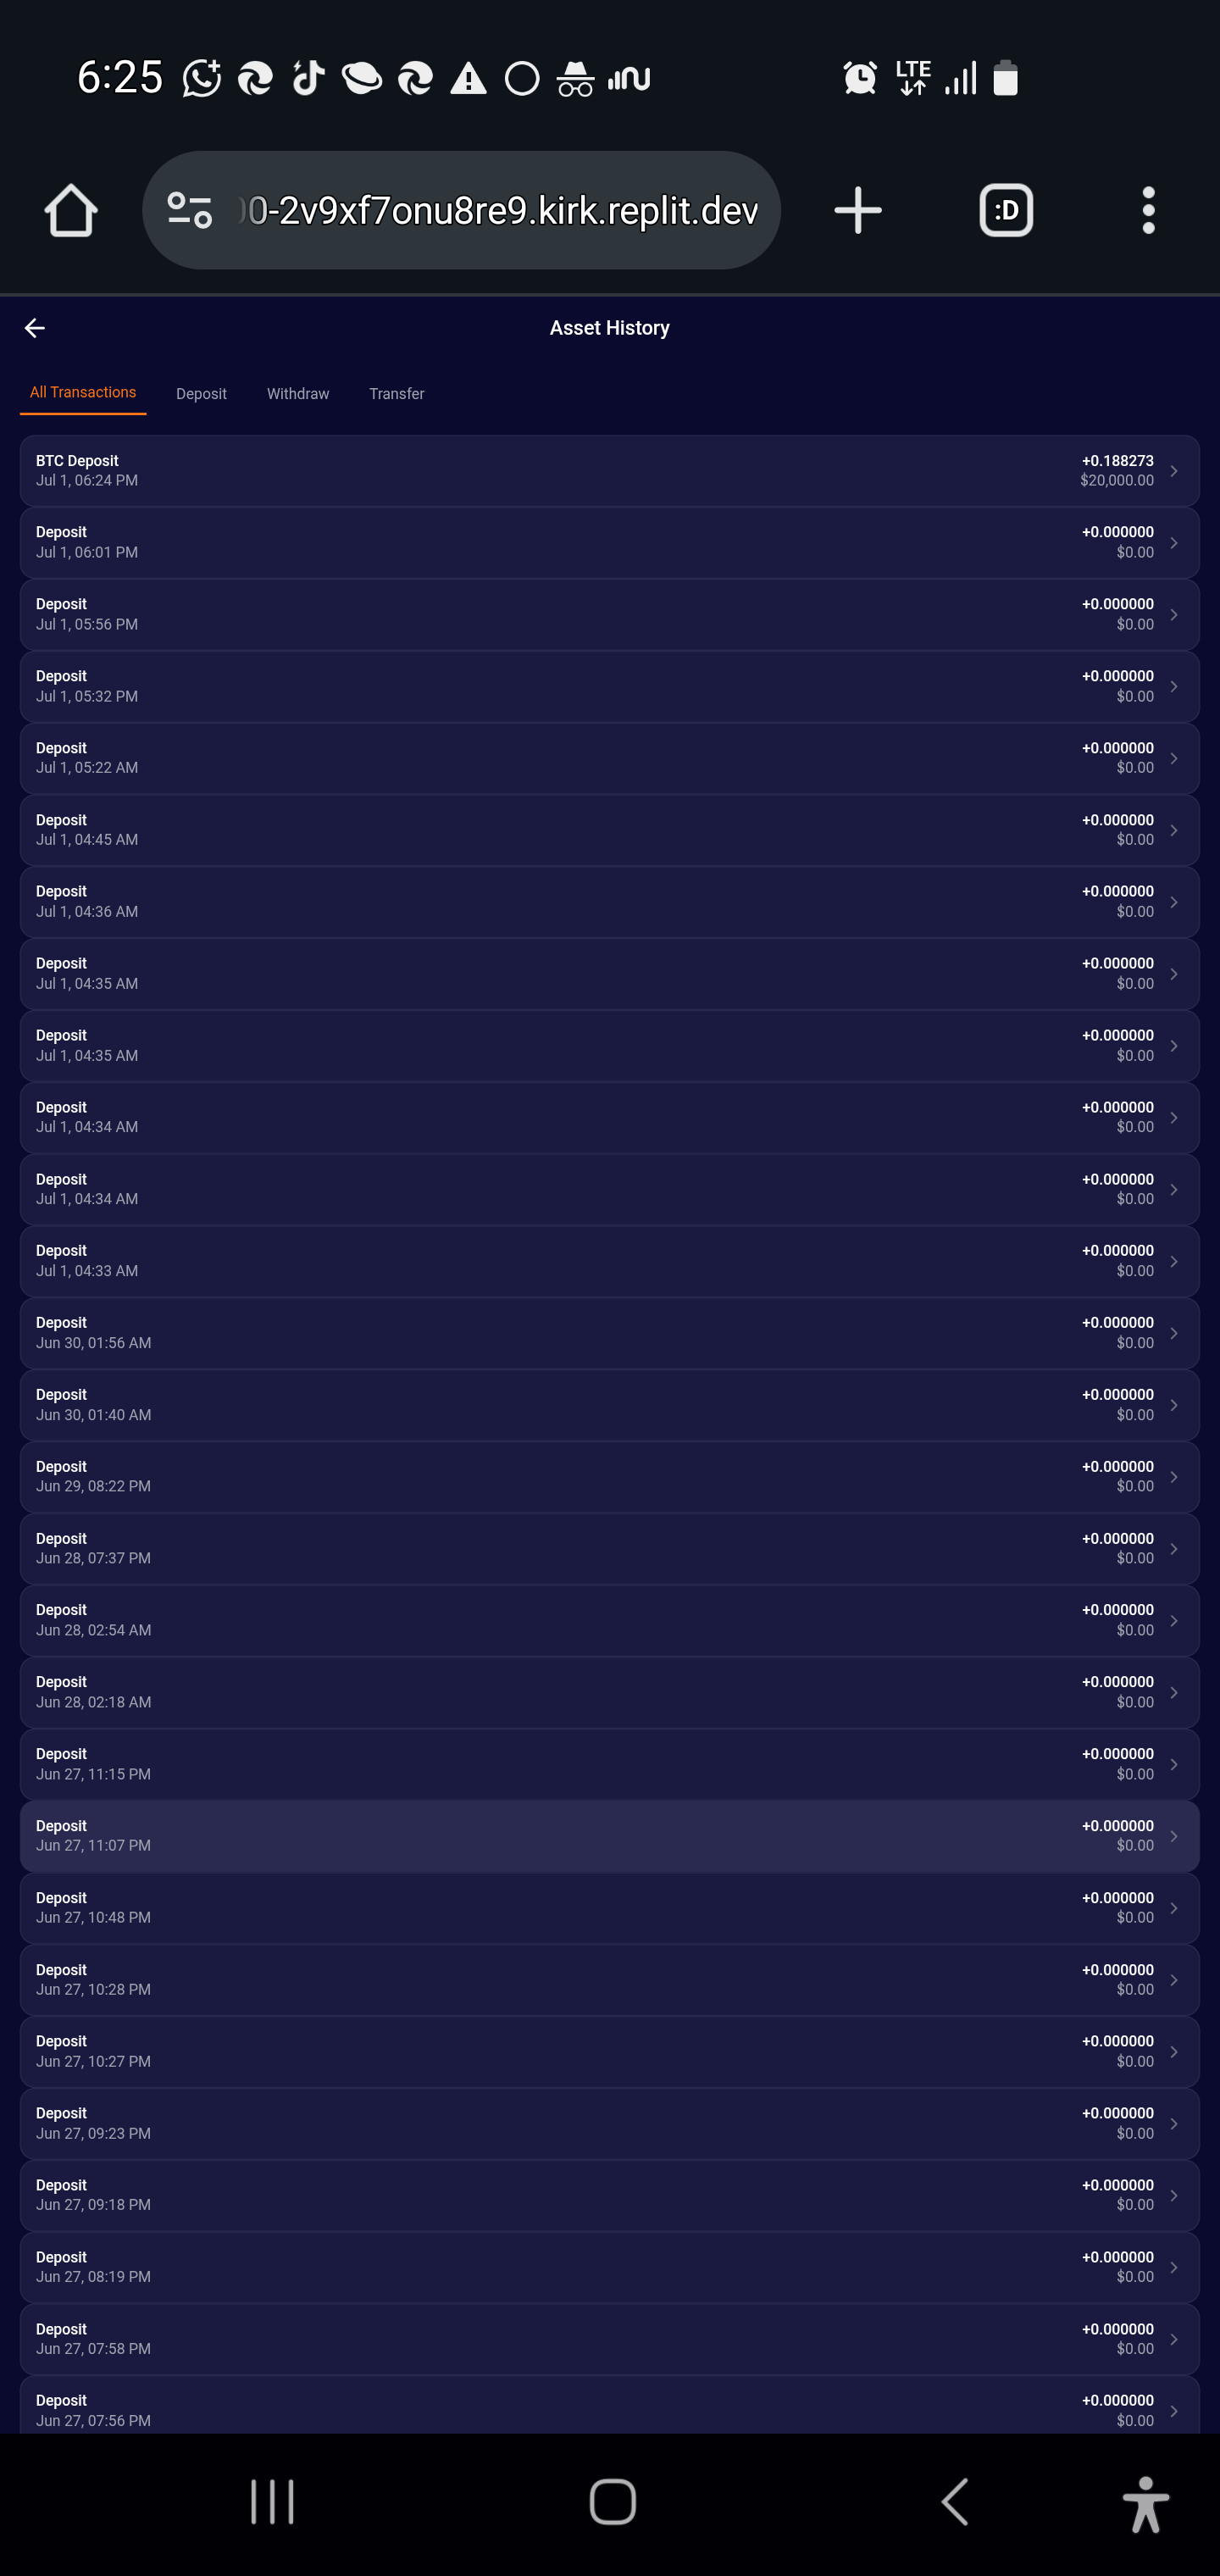 6:25
LTE
0-2v9xf7onu8re9.kirk.replit.dev
:D
Asset History
All Transactions Deposit Withdraw Transfer
BTC Deposit +0.188273
Jul 1, 06:24 PM $20,000.00
Deposit +0.000000
Jul 1, 06:01 PM $0.00
Deposit +0.000000
Jul 1, 05:56 PM $0.00
Deposit +0.000000
Jul 1, 05:32 PM $0.00
Deposit +0.000000
Jul 1, 05:22 AM $0.00
Deposit +0.000000
Jul 1, 04:45 AM $0.00
Deposit +0.000000
Jul 1, 04:36 AM $0.00
Deposit +0.000000
Jul 1, 04:35 AM $0.00
Deposit +0.000000
Jul 1, 04:35 AM $0.00
Deposit +0.000000
Jul 1, 04:34 AM $0.00
Deposit +0.000000
Jul 1, 04:34 AM $0.00
Deposit +0.000000
Jul 1, 04:33 AM $0.00
Deposit +0.000000
Jun 30, 01:56 AM $0.00
Deposit +0.000000
Jun 30, 01:40 AM $0.00
Deposit +0.000000
Jun 29, 08:22 PM $0.00
Deposit +0.000000
Jun 28, 07:37 PM $0.00
Deposit +0.000000
Jun 28, 02:54 AM $0.00
Deposit +0.000000
Jun 28, 02:18 AM $0.00
Deposit +0.000000
Jun 27, 11:15 PM $0.00
Deposit +0.000000
Jun 27, 11:07 PM $0.00
Deposit +0.000000
Jun 27, 10:48 PM $0.00
Deposit +0.000000
Jun 27, 10:28 PM $0.00
Deposit +0.000000
Jun 27, 10:27 PM $0.00
Deposit +0.000000
Jun 27, 09:23 PM $0.00
Deposit +0.000000
Jun 27, 09:18 PM $0.00
Deposit +0.000000
Jun 27, 08:19 PM $0.00
Deposit +0.000000
Jun 27, 07:58 PM $0.00
Deposit +0.000000
Jun 27, 07:56 PM $0.00